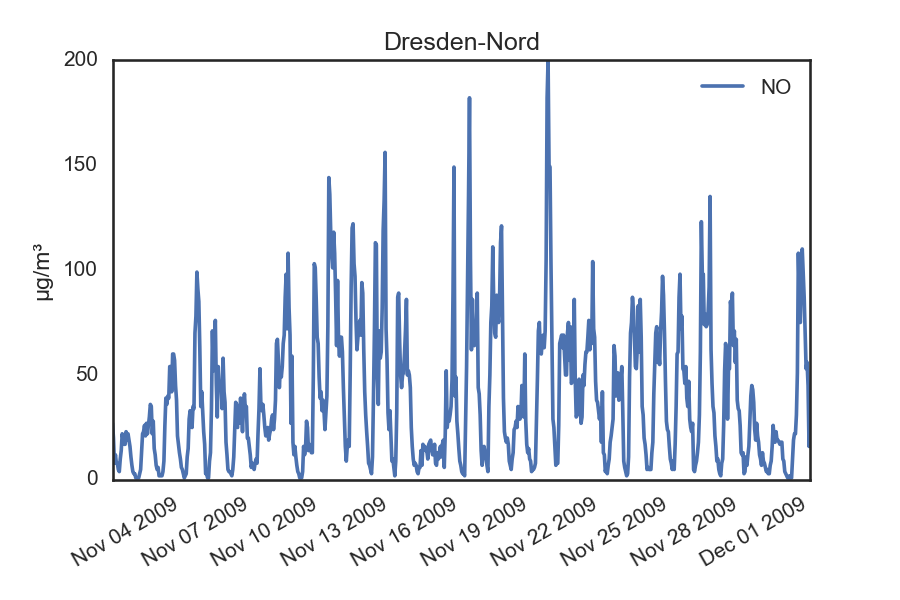 Dresden-Nord
NO
µg/m³
200
150
100
50
0
Nov 04 2009
Nov 07 2009
Nov 10 2009
Nov 13 2009
Nov 16 2009
Nov 19 2009
Nov 22 2009
Nov 25 2009
Nov 28 2009
Dec 01 2009